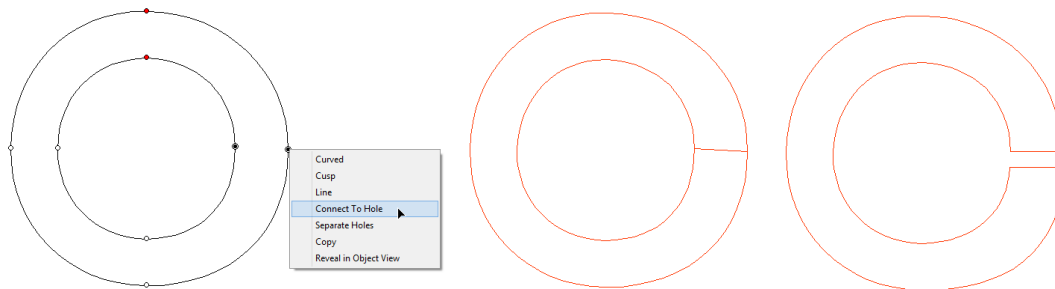 Curved
Cusp
Line
Connect To Hole
Separate Holes
Copy
Reveal in Object View